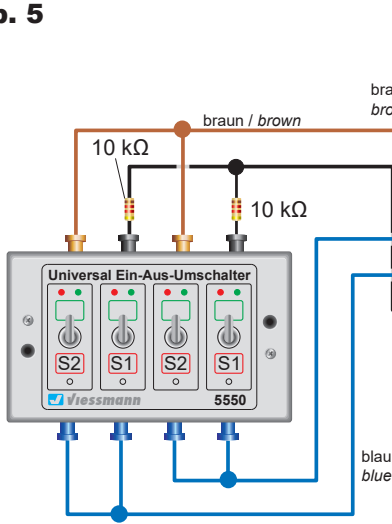 b. 5
bra
bro
braun / brown
10 kΩ
10 kΩ
Universal Ein-Aus-Umschalter
S2 S1 S2 S1
viessmann 5550
blau
blue